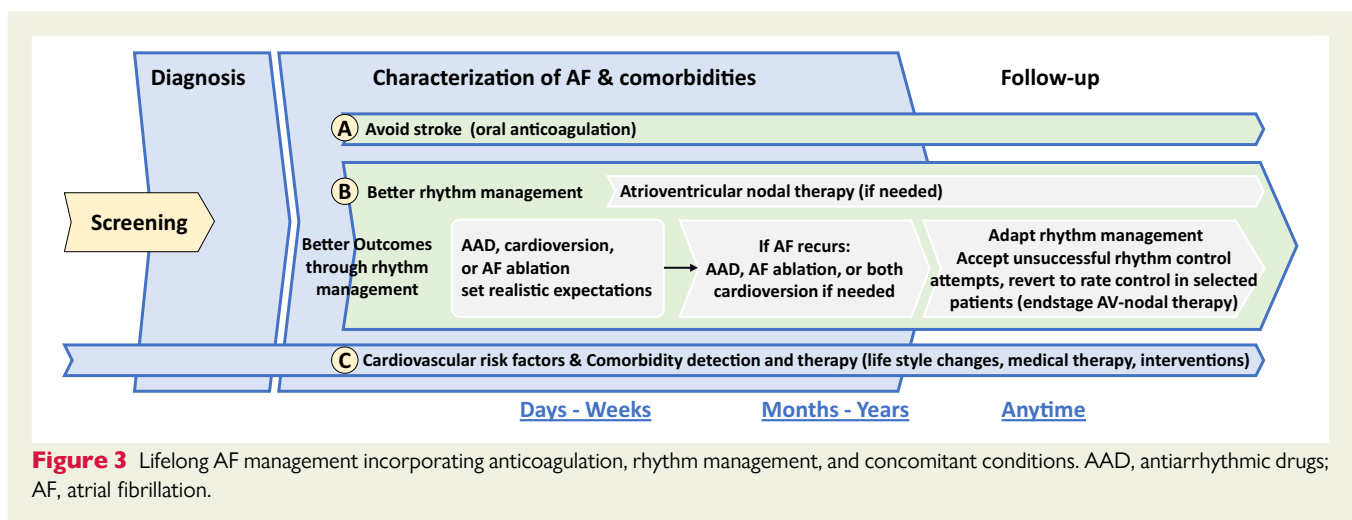 Diagnosis
Characterization of AF & comorbidities
Follow-up
Screening
A Avoid stroke (oral anticoagulation)
B Better rhythm management
Atrioventricular nodal therapy (if needed)
Better Outcomes
through rhythm
management
AAD, cardioversion,
or AF ablation
set realistic expectations
If AF recurs:
AAD, AF ablation, or both
cardioversion if needed
Adapt rhythm management
Accept unsuccessful rhythm control
attempts, revert to rate control in selected
patients (endstage AV-nodal therapy)
C Cardiovascular risk factors & Comorbidity detection and therapy (life style changes, medical therapy, interventions)
Days - Weeks
Months - Years
Anytime
Figure 3 Lifelong AF management incorporating anticoagulation, rhythm management, and concomitant conditions. AAD, antiarrhythmic drugs;
AF, atrial fibrillation.